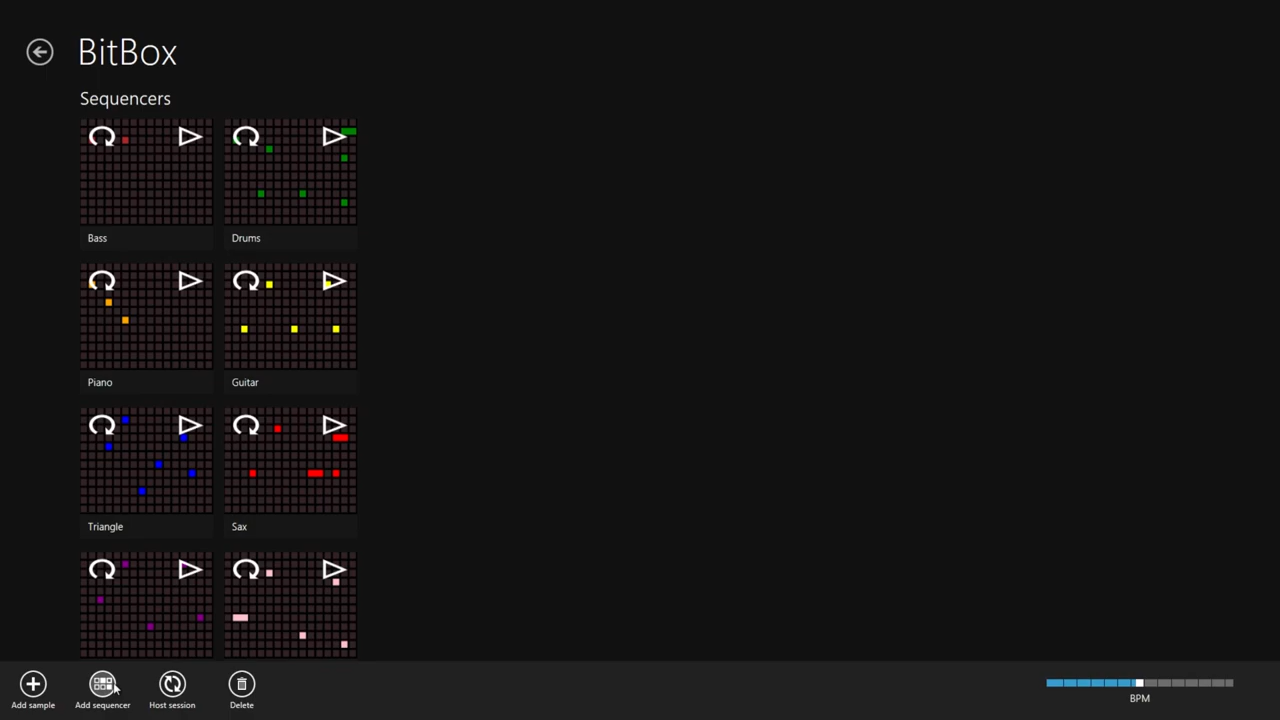 BitBox
Sequencers
Bass
Drums
Piano
Guitar
Triangle
Sax
Add sample
Add sequencer
Host session
Delete
BPM